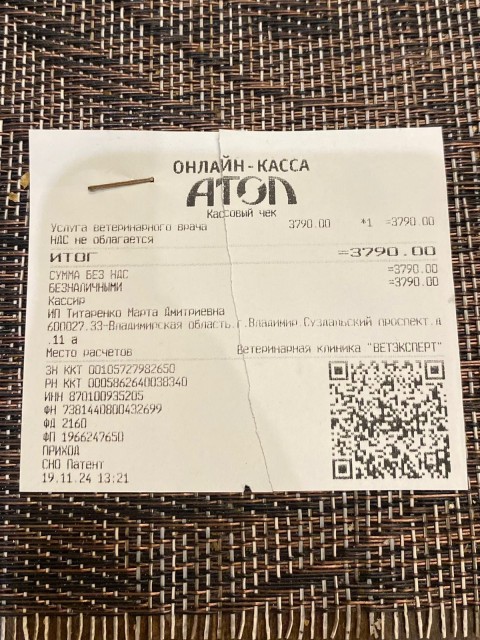 ОНЛАЙН-КАССА
АТОЛ
Кассовый чек
Услуга ветеринарного врача 3790.00 *1 =3790.00
НДС не облагается
ИТОГ =3790.00
СУММА БЕЗ НДС =3790.00
БЕЗНАЛИЧНЫМИ =3790.00
Кассир
ИП Титаренко Марта Дмитриевна
600027.33-Владимирская область.г.Владимир.Суздальский проспект.д
.11 а
Место расчетов Ветеринарная клиника "ВЕТЭКСПЕРТ"
ЗН ККТ 00105727982650
РН ККТ 0005862640038340
ИНН 870100935205
ФН 7381440800432699
ФД 2160
ФП 1966247650
ПРИХОД
СНО Патент
19.11.24 13:21